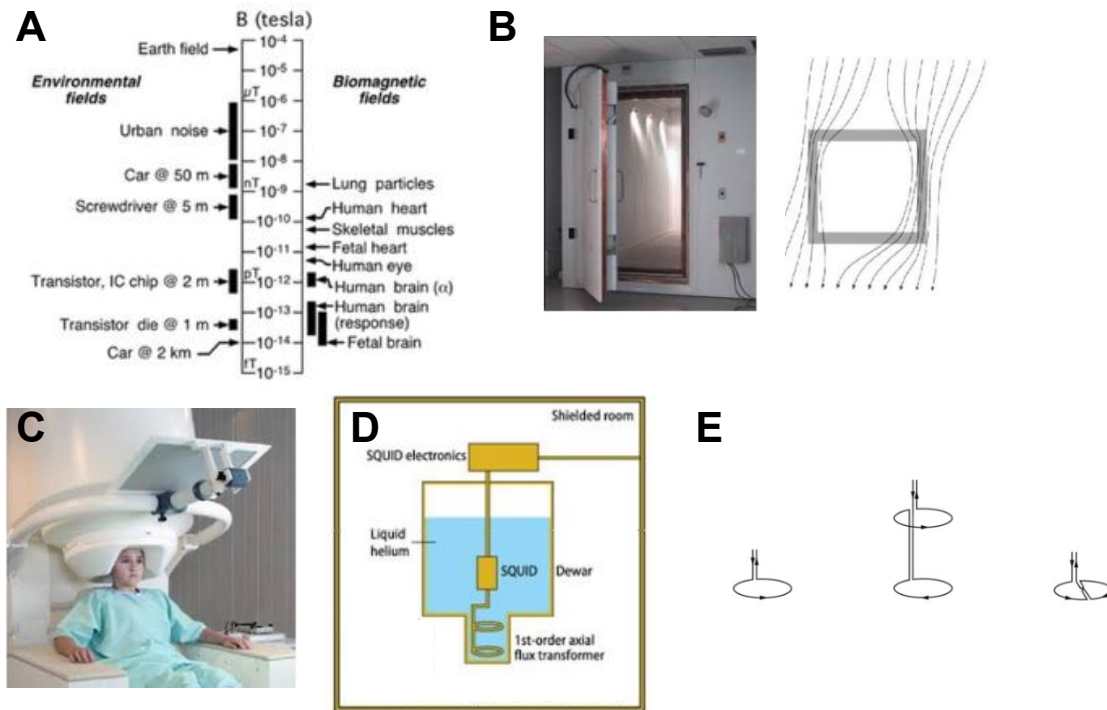 A
B (tesla)
Earth field
10-4
10-5
Environmental
fields
Biomagnetic
fields
μT
10-6
Urban noise
10-7
10-8
Car @ 50 m
nT
10-9
Lung particles
Screwdriver @ 5 m
10-10
Human heart
Skeletal muscles
10-11
Fetal heart
Human eye
pT
Transistor, IC chip @ 2 m
10-12
Human brain (α)
10-13
Human brain
(response)
Transistor die @ 1 m
10-14
Fetal brain
Car @ 2 km
fT
10-15
B
C
D
Shielded room
SQUID electronics
Liquid
helium
SQUID
Dewar
1st-order axial
flux transformer
E